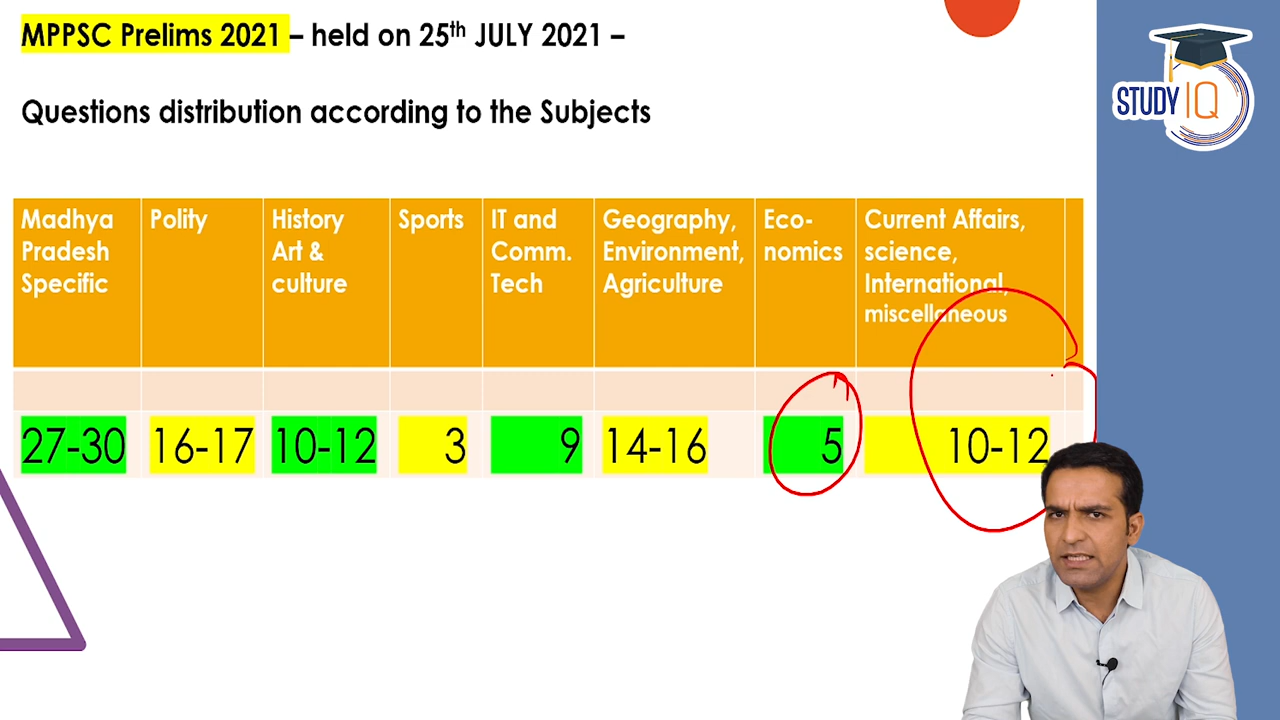 MPPSC Prelims 2021 – held on 25th JULY 2021 –
Questions distribution according to the Subjects
STUDY IQ
Madhya
Pradesh
Specific
Polity
History
Art &
culture
Sports
IT and
Comm.
Tech
Geography,
Environment,
Agriculture
Eco-
nomics
Current Affairs,
science,
International,
miscellaneous
27-30
16-17
10-12
3
9
14-16
5
10-12